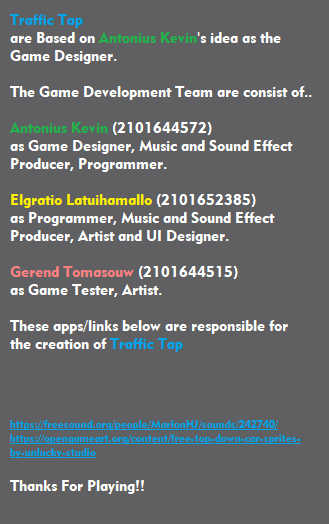 Traffic Tap
are Based on Antonius Kevin's idea as the
Game Designer.
The Game Development Team are consist of..
Antonius Kevin (2101644572)
as Game Designer, Music and Sound Effect
Producer, Programmer.
Elgratio Latuihamallo (2101652385)
as Programmer, Music and Sound Effect
Producer, Artist and UI Designer.
Gerend Tomasouw (2101644515)
as Game Tester, Artist.
These apps/links below are responsible for
the creation of Traffic Tap
https://freesound.org/people/MarlonHJ/sounds/242740/
https://opengameart.org/content/free-top-down-car-sprites-
by-unlucky-studio
Thanks For Playing!!